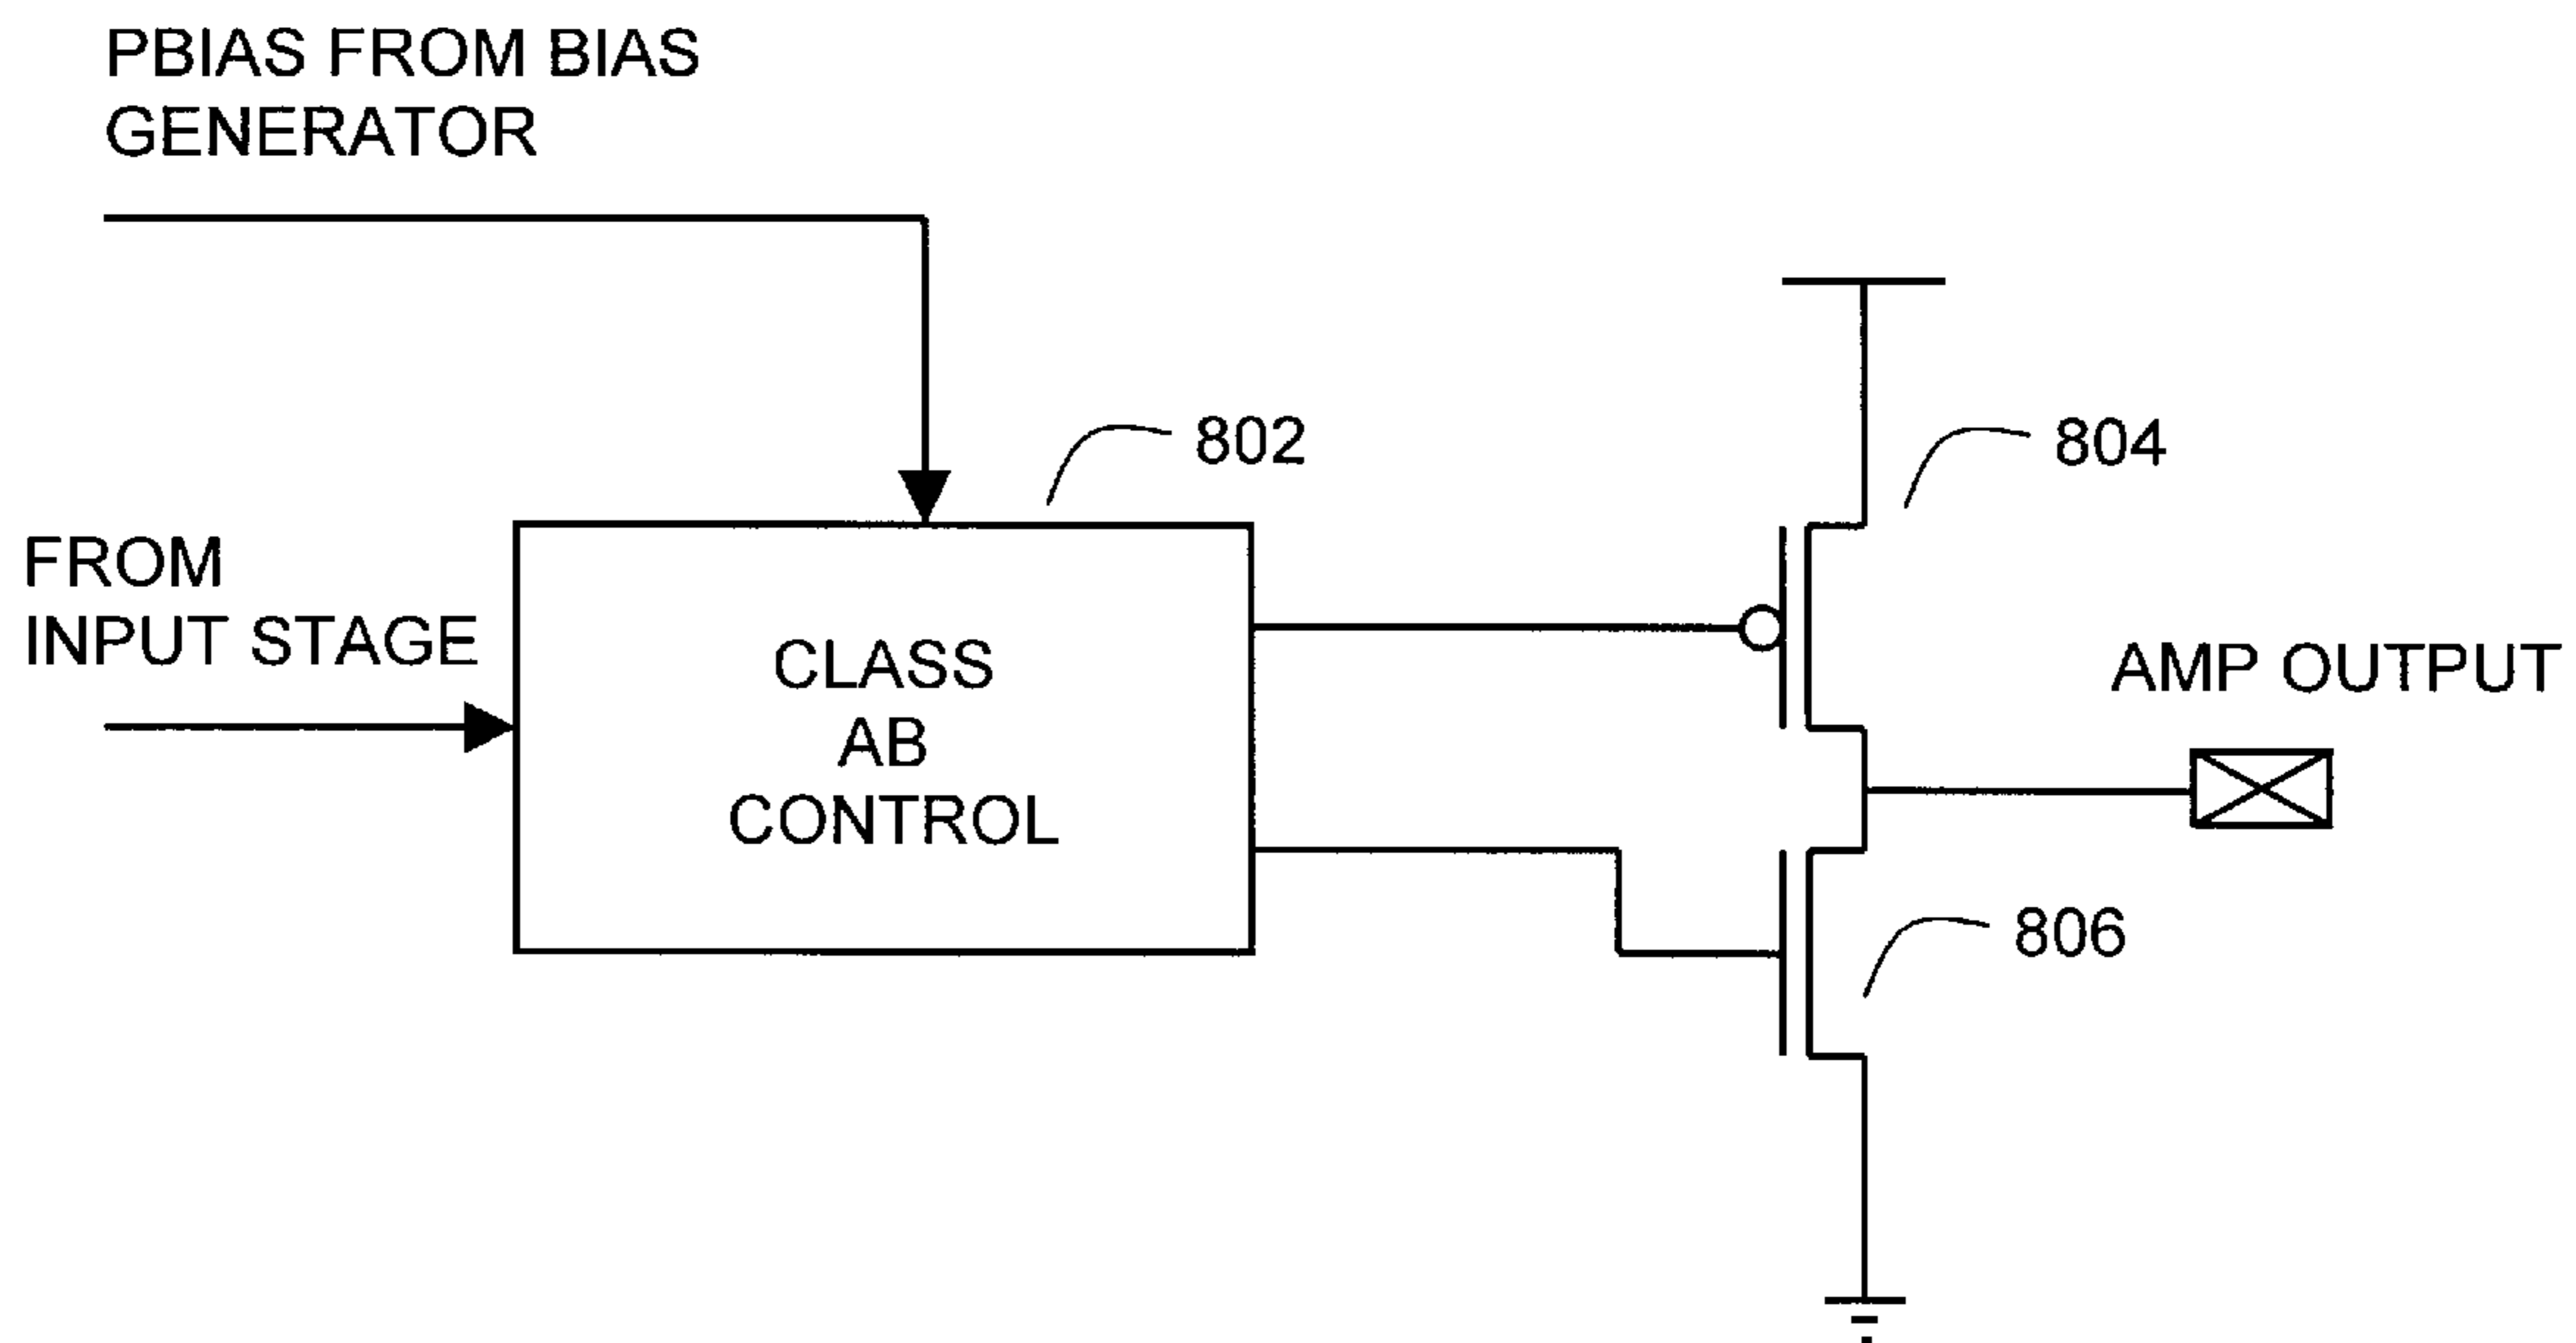 PBIAS FROM BIAS
GENERATOR
802
804
FROM
INPUT STAGE
CLASS
AB
CONTROL
AMP OUTPUT
806